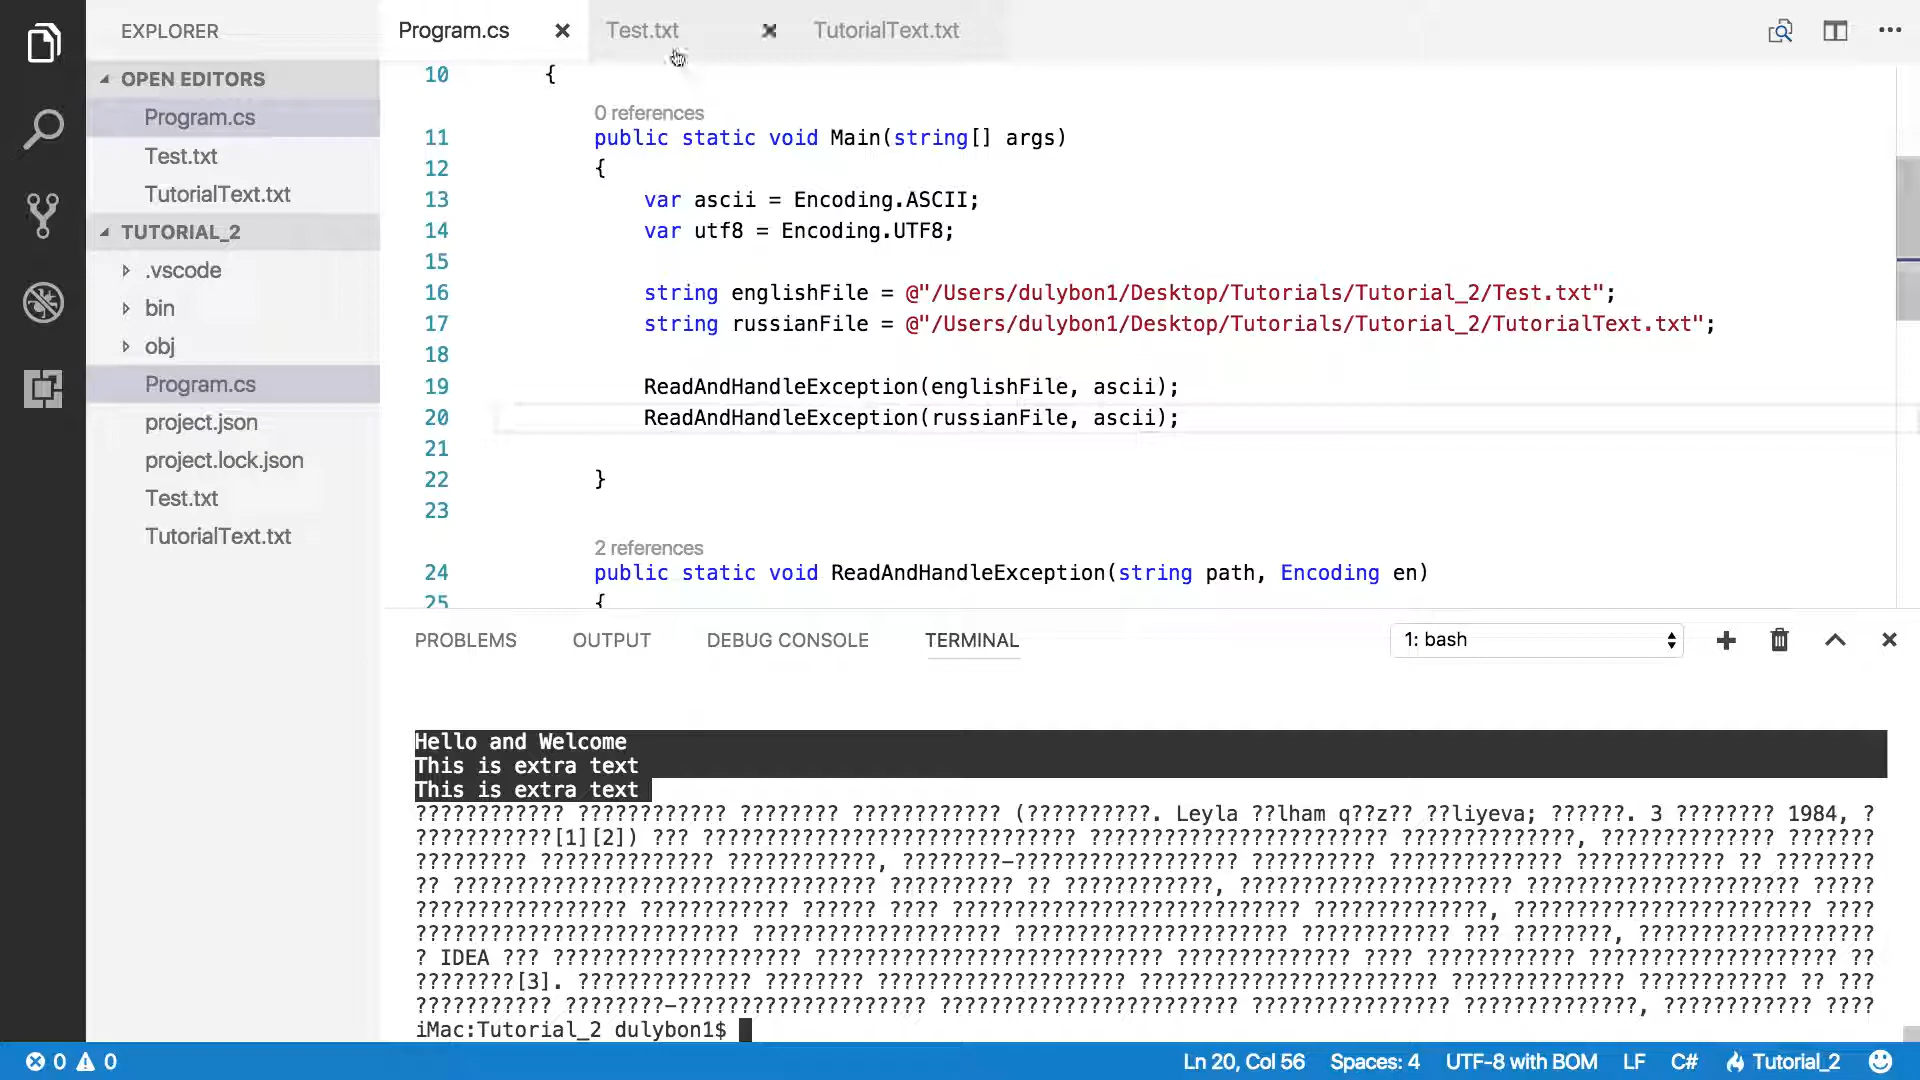 EXPLORER
OPEN EDITORS
Program.cs
Test.txt
TutorialText.txt
TUTORIAL_2
.vscode
bin
obj
Program.cs
project.json
project.lock.json
Test.txt
TutorialText.txt
Program.cs Test.txt TutorialText.txt
10 {
0 references
11 public static void Main(string[] args)
12 {
13 var ascii = Encoding.ASCII;
14 var utf8 = Encoding.UTF8;
15
16 string englishFile = @"/Users/dulybon1/Desktop/Tutorials/Tutorial_2/Test.txt";
17 string russianFile = @"/Users/dulybon1/Desktop/Tutorials/Tutorial_2/TutorialText.txt";
18
19 ReadAndHandleException(englishFile, ascii);
20 ReadAndHandleException(russianFile, ascii);
21
22 }
23
2 references
24 public static void ReadAndHandleException(string path, Encoding en)
25 {
PROBLEMS OUTPUT DEBUG CONSOLE TERMINAL 1: bash
Hello and Welcome
This is extra text
This is extra text
???????????? ???????????? ???????? ???????????? (??????????. Leyla ??lham q??z?? ??liyeva; ??????. 3 ???????? 1984, ?
???????????[1][2]) ??? ?????????????????????????????? ???????????????????????? ??????????????, ?????????????? ???????
????????? ?????????????? ????????????, ????????-?????????????????? ?????????? ?????????????? ???????????? ?? ????????
?? ?????????????????????????????????? ?????????? ?? ????????????, ?????????????????????? ?????????????????????? ?????
????????????????? ???????????? ?????? ???? ???????????????????????????? ??????????????, ???????????????????????? ????
?????????????????????????? ???????????????????? ?????????????????????? ???????????? ??? ????????, ???????????????????
? IDEA ??? ???????????????????? ???????????????????????????? ?????????????? ???? ???????????? ?????????????????????? ??
????????[3]. ?????????????? ???????? ?????????????????????? ???????????????????????? ?????????????? ???????????? ?? ???
??????????? ????????-???????????????????? ???????????????????????? ???????????????? ??????????????, ???????????? ????
iMac:Tutorial_2 dulybon1$
0 0 Ln 20, Col 56 Spaces: 4 UTF-8 with BOM LF C# Tutorial_2